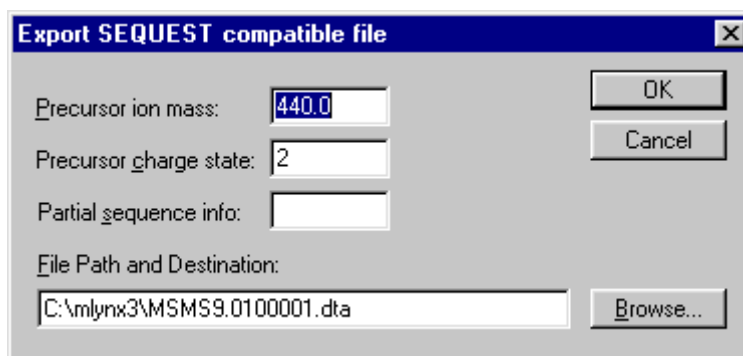 Export SEQUEST compatible file
Precursor ion mass: 440.0
OK
Precursor charge state: 2
Cancel
Partial sequence info:
File Path and Destination:
C:\mlynx3\MSMS9.0100001.dta
Browse...